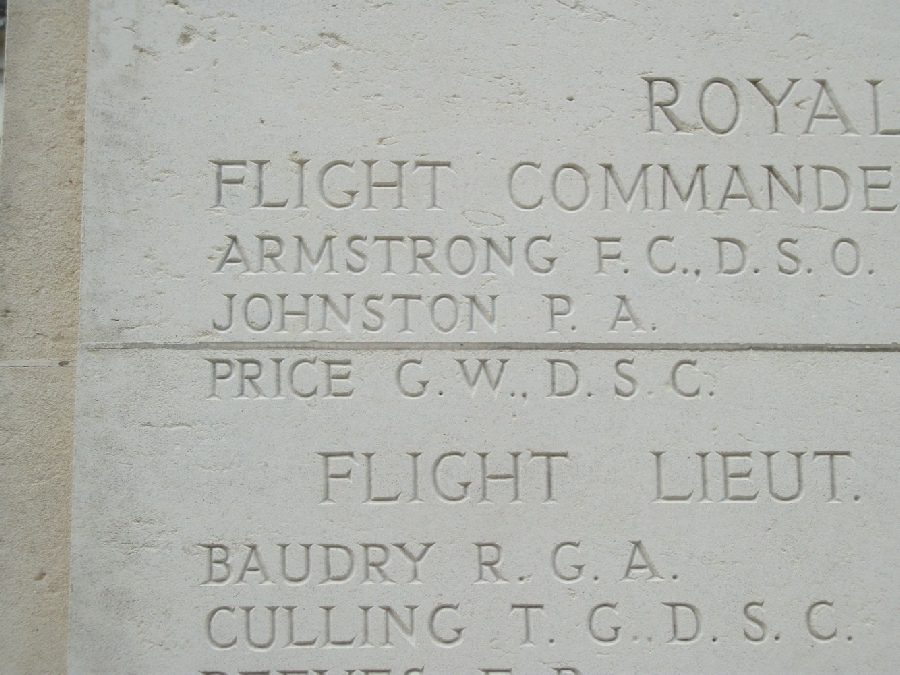 ROYAL
FLIGHT COMMANDE
ARMSTRONG F. C., D. S. O.
JOHNSTON P. A.
PRICE G. W., D. S. C.
FLIGHT LIEUT.
BAUDRY R. G. A.
CULLING T. G., D. S. C.